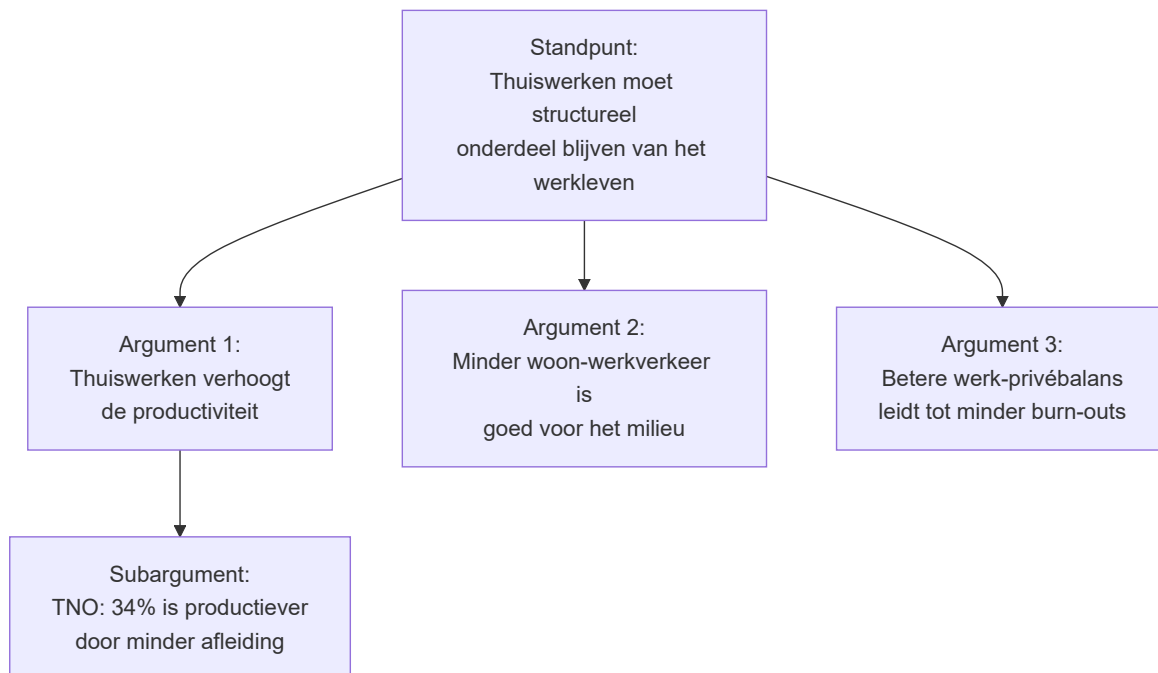 Standpunt:
Thuiswerken moet
structureel
onderdeel blijven van het
werkleven
Argument 1:
Thuiswerken verhoogt
de productiviteit
Argument 2:
Minder woon-werkverkeer
is
goed voor het milieu
Argument 3:
Betere werk-privébalans
leidt tot minder burn-outs
Subargument:
TNO: 34% is productiever
door minder afleiding